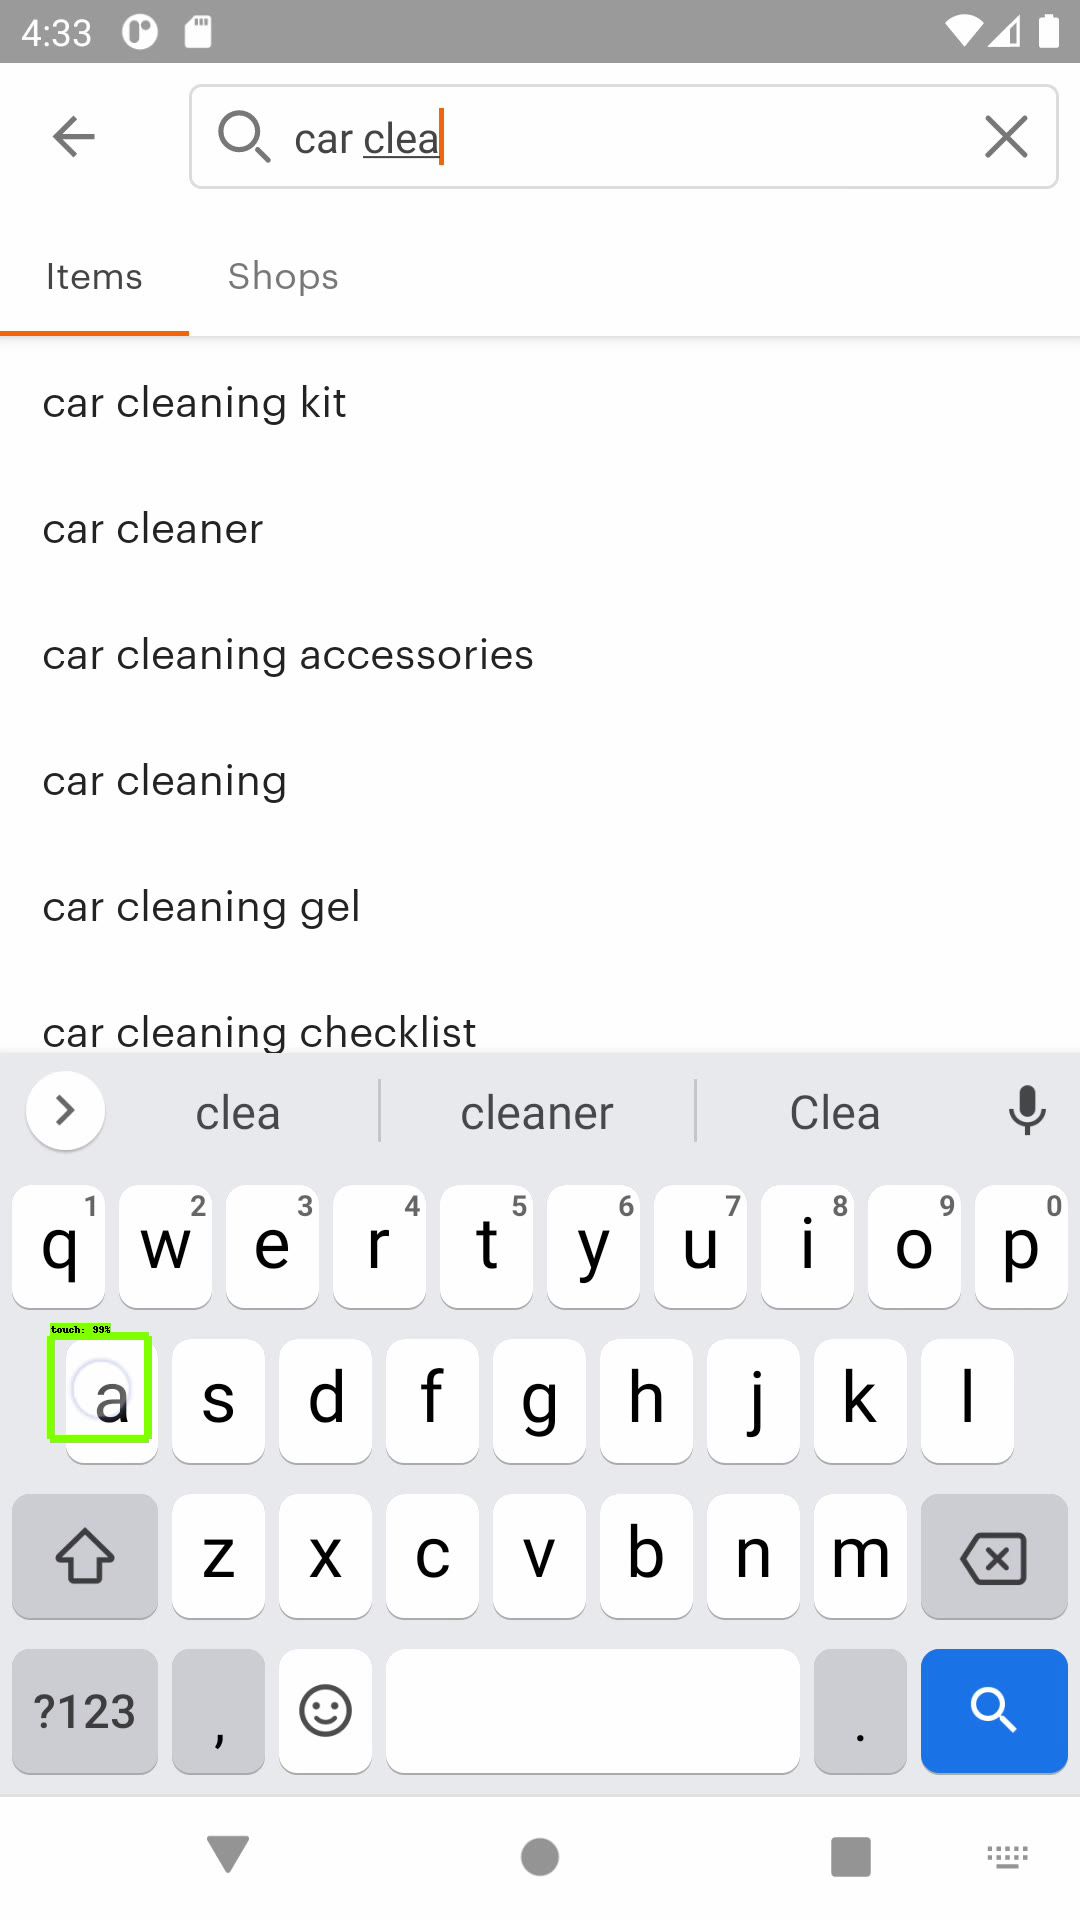 4:33
car clea
Items Shops
car cleaning kit
car cleaner
car cleaning accessories
car cleaning
car cleaning gel
car cleaning checklist
clea cleaner Clea
1 2 3 4 5 6 7 8 9 0
q w e r t y u i o p
touch: 99%
a s d f g h j k l
z x c v b n m
?123 , .